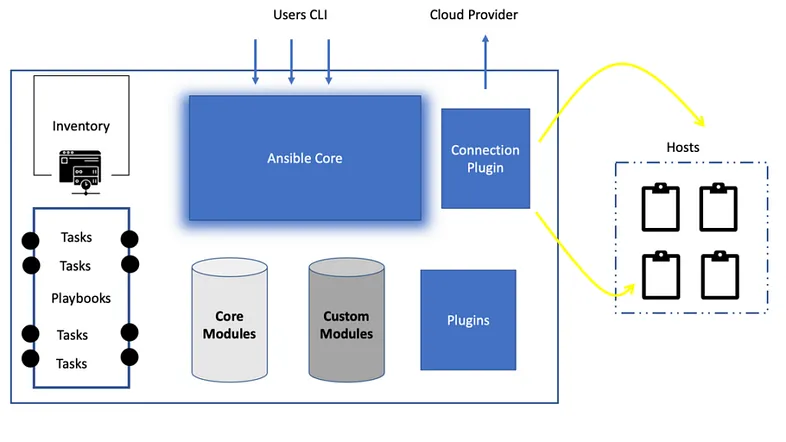 Users CLI
Cloud Provider
Inventory
Ansible Core
Connection
Plugin
Hosts
Tasks
Tasks
Playbooks
Tasks
Tasks
Core
Modules
Custom
Modules
Plugins